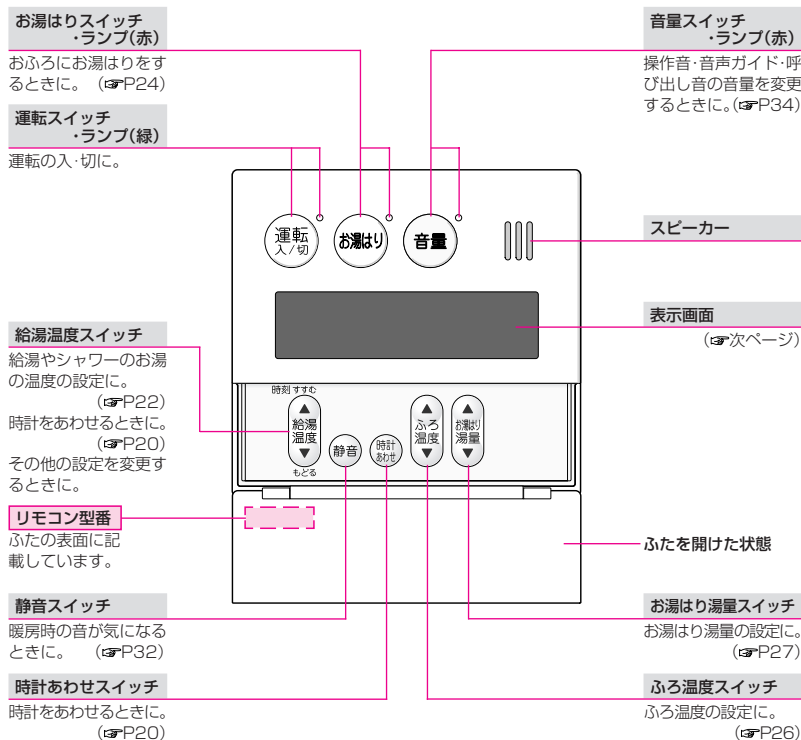 お湯はりスイッチ
・ランプ(赤)
おふろにお湯はりをす
るときに。（☞P24）
運転スイッチ
・ランプ(緑)
運転の入・切に。
給湯温度スイッチ
給湯やシャワーのお湯
の温度の設定に。
（☞P22）
時計をあわせるときに。
（☞P20）
その他の設定を変更す
るときに。
リモコン型番
ふたの表面に記
載しています。
静音スイッチ
暖房時の音が気になる
ときに。（☞P32）
時計あわせスイッチ
時計をあわせるときに。
（☞P20）
運転
入/切
お湯はり
音量
時刻 すすむ
▲
給湯
温度
▼
もどる
静音
時計
あわせ
▲
ふろ
温度
▼
▲
お湯はり
湯量
▼
音量スイッチ
・ランプ(赤)
操作音・音声ガイド・呼
び出し音の音量を変更
するときに。（☞P34）
スピーカー
表示画面
（☞次ページ）
ふたを開けた状態
お湯はり湯量スイッチ
お湯はり湯量の設定に。
（☞P27）
ふろ温度スイッチ
ふろ温度の設定に。
（☞P26）